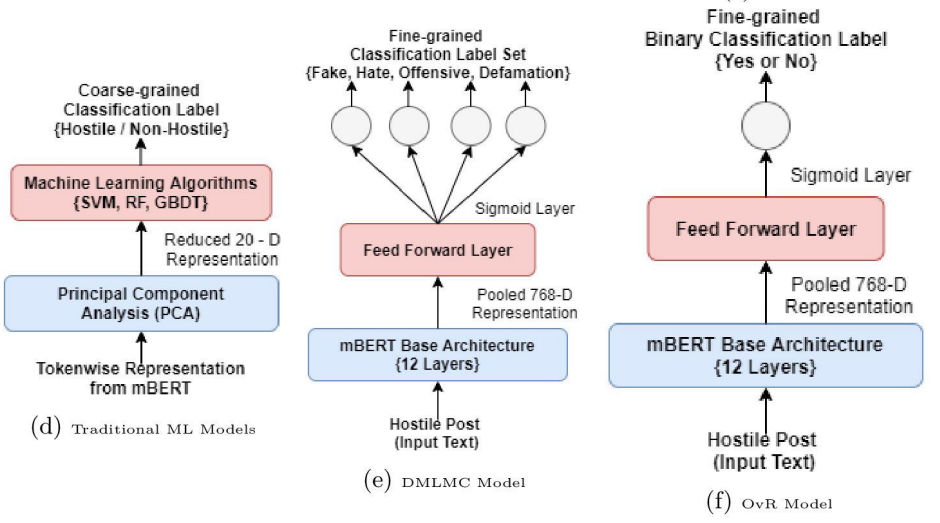 Coarse-grained
Classification Label
{Hostile / Non-Hostile}
Machine Learning Algorithms
{SVM, RF, GBDT}
Reduced 20 - D
Representation
Principal Component
Analysis (PCA)
Tokenwise Representation
from mBERT
(d) Traditional ML Models
Fine-grained
Classification Label Set
{Fake, Hate, Offensive, Defamation}
Sigmoid Layer
Feed Forward Layer
Pooled 768-D
Representation
mBERT Base Architecture
{12 Layers}
Hostile Post
(Input Text)
(e) DMLMC Model
Fine-grained
Binary Classification Label
{Yes or No}
Sigmoid Layer
Feed Forward Layer
Pooled 768-D
Representation
mBERT Base Architecture
{12 Layers}
Hostile Post
(Input Text)
(f) OvR Model